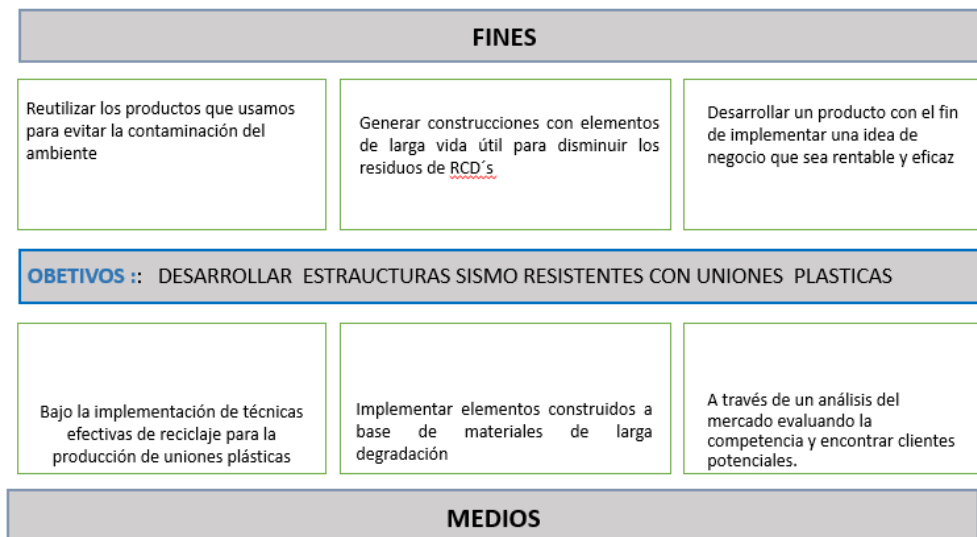 FINES
Reutilizar los productos que usamos
para evitar la contaminación del
ambiente
Generar construcciones con elementos
de larga vida útil para disminuir los
residuos de RCD´s
Desarrollar un producto con el fin
de implementar una idea de
negocio que sea rentable y eficaz
OBETIVOS :: DESARROLLAR ESTRAUCTURAS SISMO RESISTENTES CON UNIONES PLASTICAS
Bajo la implementación de técnicas
efectivas de reciclaje para la
producción de uniones plásticas
Implementar elementos construidos a
base de materiales de larga
degradación
A través de un análisis del
mercado evaluando la
competencia y encontrar clientes
potenciales.
MEDIOS